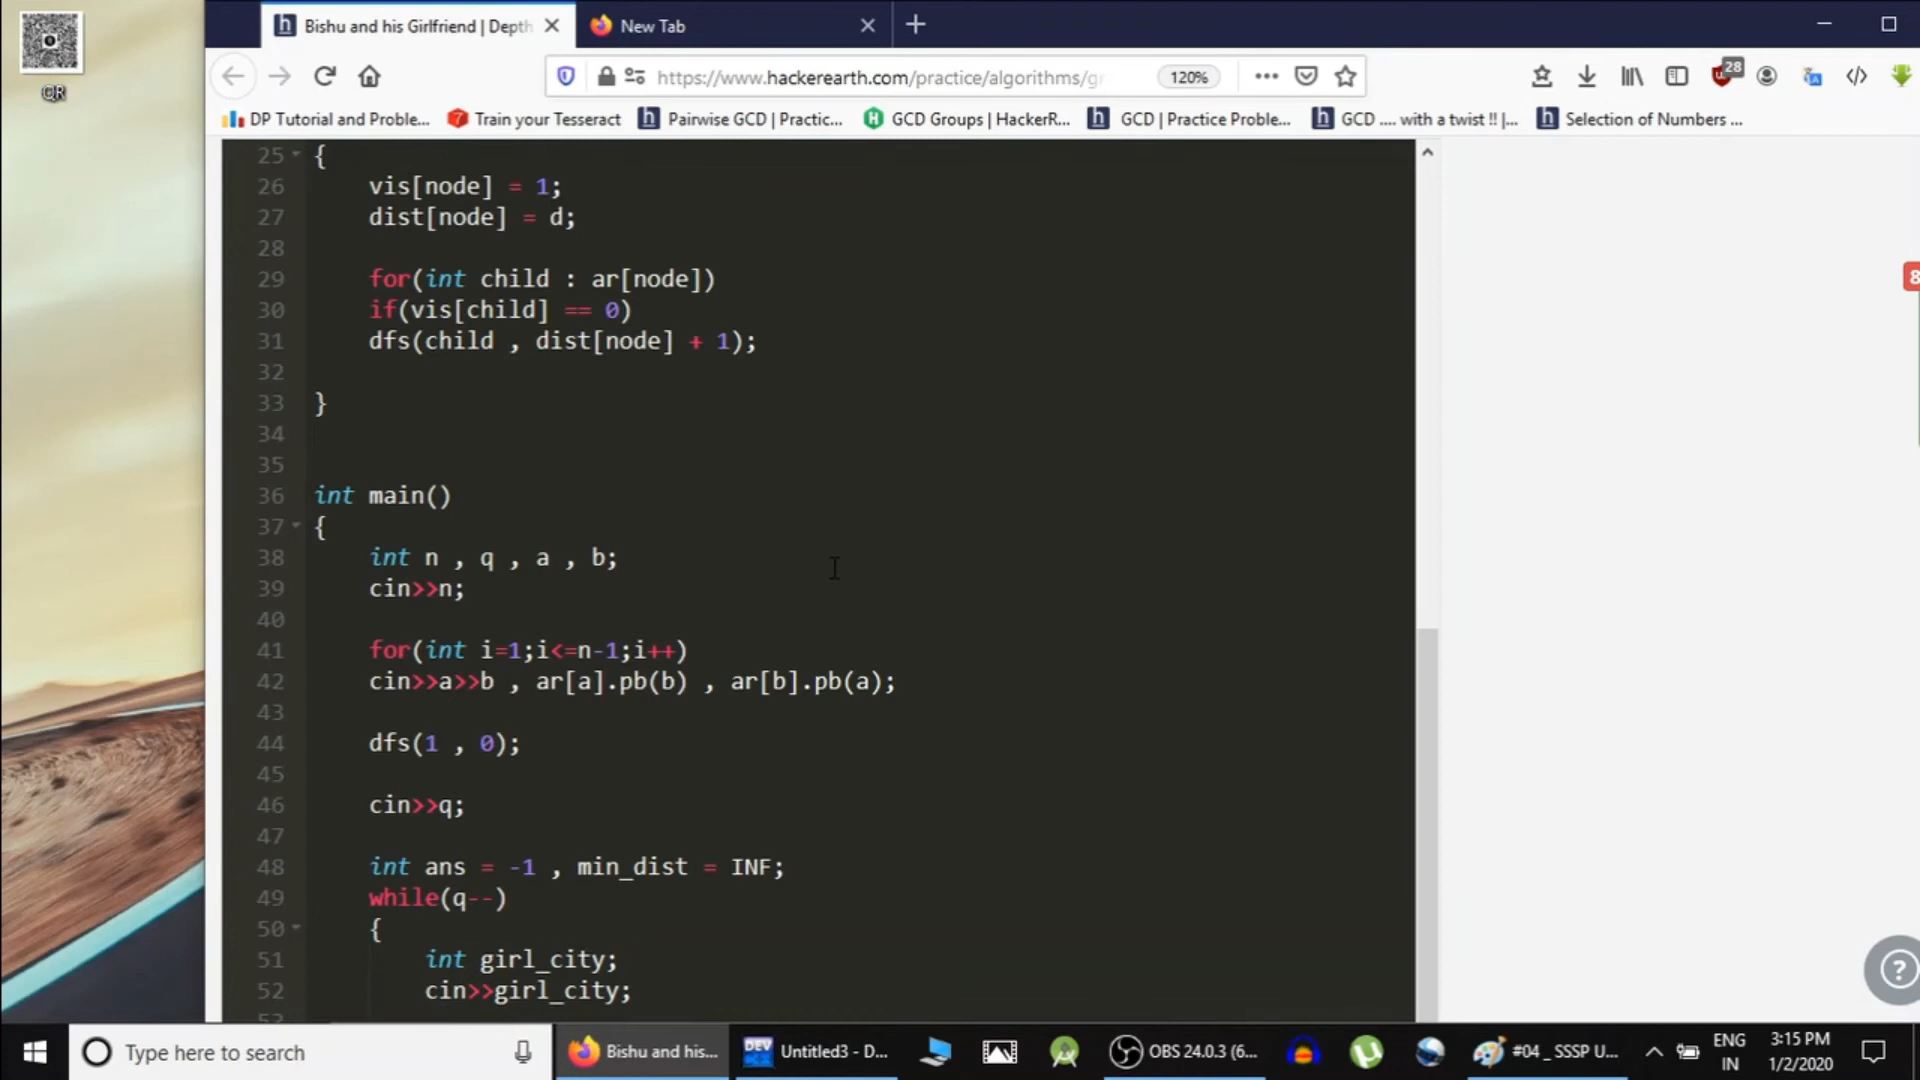 Bishu and his Girlfriend | Depth
New Tab
https://www.hackerearth.com/practice/algorithms/gr
120%
28
DP Tutorial and Proble...
Train your Tesseract
Pairwise GCD | Practic...
GCD Groups | HackerR...
GCD | Practice Proble...
GCD .... with a twist !! |...
Selection of Numbers ...
QR
8
25 {
26 vis[node] = 1;
27 dist[node] = d;
28
29 for(int child : ar[node])
30 if(vis[child] == 0)
31 dfs(child , dist[node] + 1);
32
33 }
34
35
36 int main()
37 {
38 int n , q , a , b;
39 cin>>n;
40
41 for(int i=1;i<=n-1;i++)
42 cin>>a>>b , ar[a].pb(b) , ar[b].pb(a);
43
44 dfs(1 , 0);
45
46 cin>>q;
47
48 int ans = -1 , min_dist = INF;
49 while(q--)
50 {
51 int girl_city;
52 cin>>girl_city;
53
Type here to search
Bishu and his...
DEV
Untitled3 - D...
OBS 24.0.3 (6...
#04 _ SSSP U...
ENG
IN
3:15 PM
1/2/2020